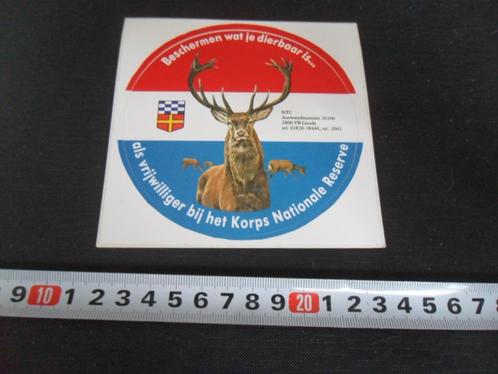 Beschermen wat je dierbaar is...
NTC
Antwoordnummer 10100
2800 VB Gouda
tel: 01820-18444, tst. 2041
als vrijwilliger bij het Korps Nationale Reserve
9 10 1 2 3 4 5 6 7 8 9 20 1 2 3 4 5 6 7 8